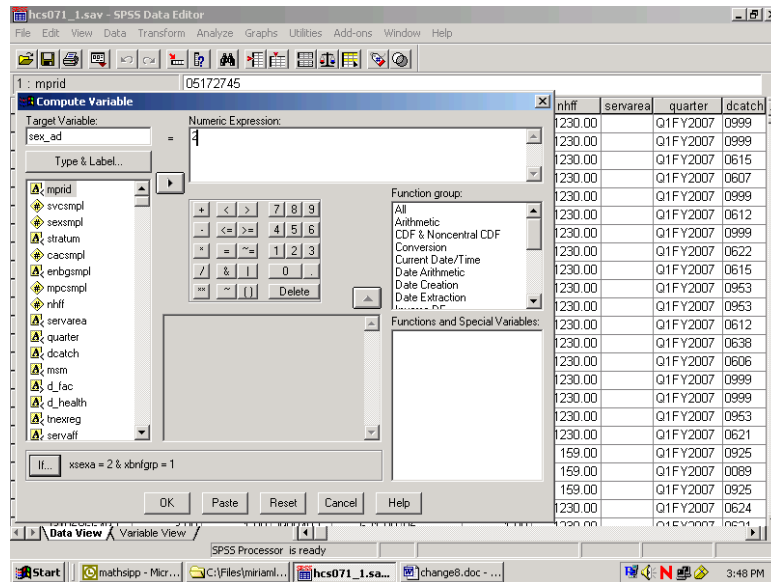 hcs071_1.sav - SPSS Data Editor
File Edit View Data Transform Analyze Graphs Utilities Add-ons Window Help
1 : mprid 05172745
Compute Variable
Target Variable:
sex_ad
=
Numeric Expression:
2
Type & Label...
mprid
svcsmpl
sexsmpl
stratum
cacsmpl
enbgsmpl
mpcsmpl
nhff
servarea
quarter
dcatch
msm
d_fac
d_health
tnexreg
servaff
+ < > 7 8 9
- <= >= 4 5 6
* = ~= 1 2 3
/ & | 0 .
** ~ () Delete
Function group:
All
Arithmetic
CDF & Noncentral CDF
Conversion
Current Date/Time
Date Arithmetic
Date Creation
Date Extraction
Functions and Special Variables:
If... xsexa = 2 & xbnfgrp = 1
OK Paste Reset Cancel Help
nhff servarea quarter dcatch
1230.00 Q1FY2007 0999
1230.00 Q1FY2007 0999
1230.00 Q1FY2007 0615
1230.00 Q1FY2007 0607
1230.00 Q1FY2007 0999
1230.00 Q1FY2007 0612
1230.00 Q1FY2007 0999
1230.00 Q1FY2007 0622
1230.00 Q1FY2007 0615
1230.00 Q1FY2007 0953
1230.00 Q1FY2007 0953
1230.00 Q1FY2007 0612
1230.00 Q1FY2007 0638
1230.00 Q1FY2007 0606
1230.00 Q1FY2007 0999
1230.00 Q1FY2007 0999
1230.00 Q1FY2007 0953
1230.00 Q1FY2007 0621
159.00 Q1FY2007 0925
159.00 Q1FY2007 0089
159.00 Q1FY2007 0925
1230.00 Q1FY2007 0624
1230.00 Q1FY2007 0621
Data View Variable View
SPSS Processor is ready
Start mathsipp - Micr... C:\Files\miriaml... hcs071_1.sa... change8.doc - ... 3:48 PM